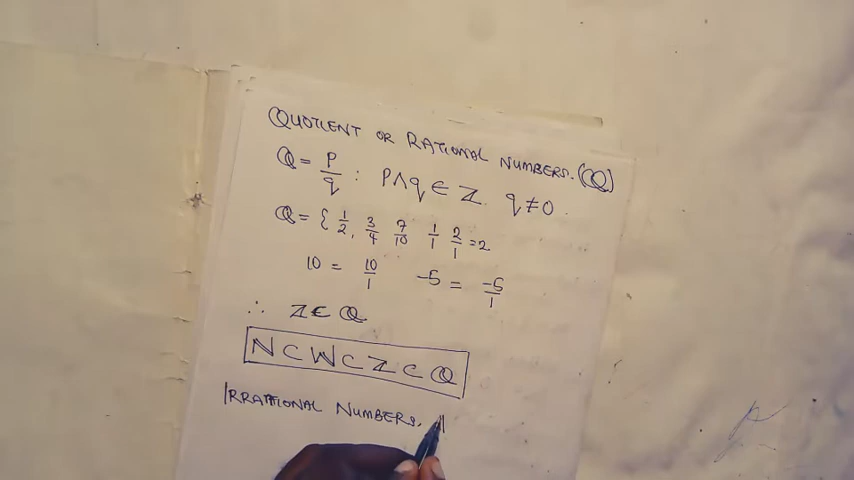 QUOTIENT OR RATIONAL NUMBERS. (ℚ)
ℚ = p/q : p∧q ∈ ℤ. q ≠ 0.
ℚ = { 1/2, 3/4 7/10 1/1 2/1 = 2
10 = 10/1 -5 = -5/1
∴ ℤ ∈ ℚ
ℕ ⊂ W ⊂ ℤ ⊂ ℚ
IRRATIONAL NUMBERS.